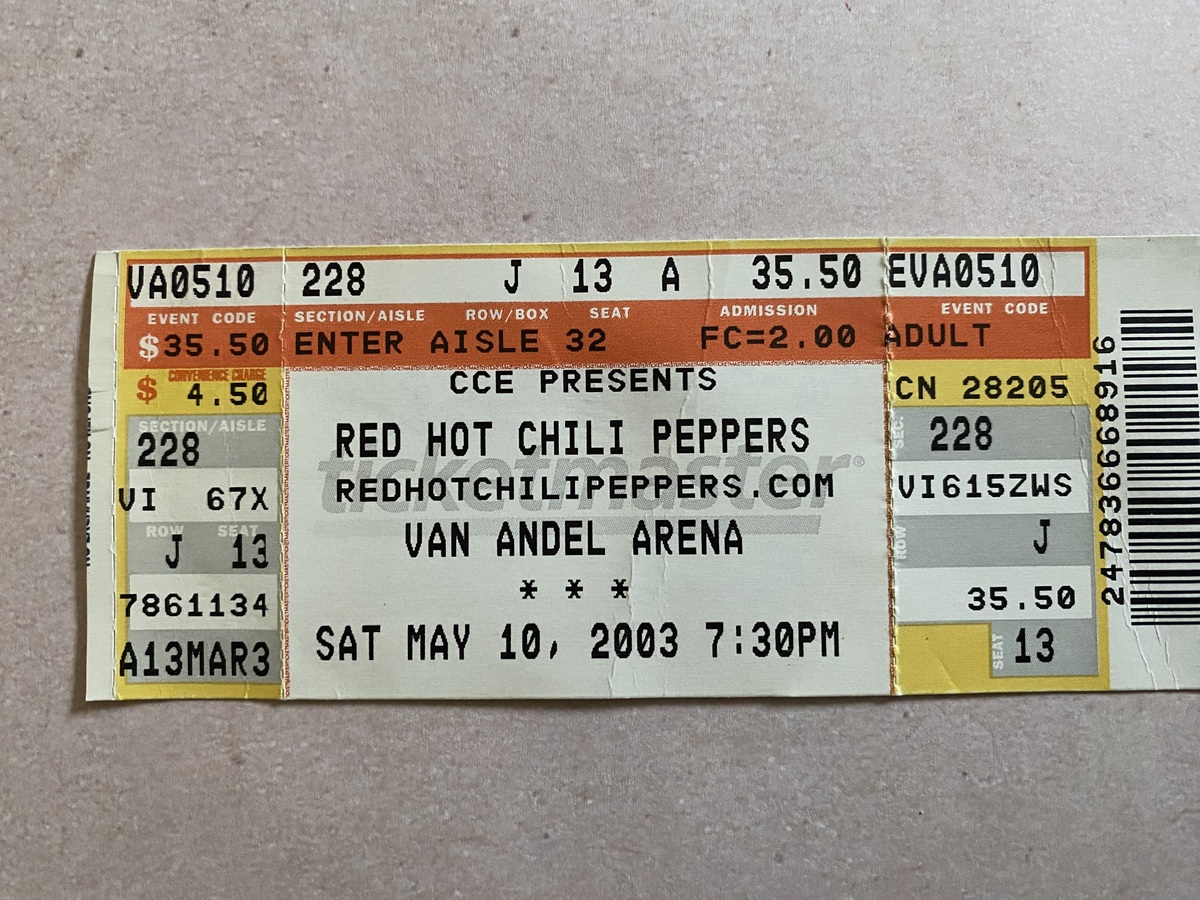 VA0510
EVENT CODE
$35.50
CONVENIENCE CHARGE
$ 4.50
SECTION/AISLE
228
VI 67X
ROW SEAT
J 13
7861134
A13MAR3
228 J 13 A 35.50
SECTION/AISLE ROW/BOX SEAT ADMISSION
ENTER AISLE 32 FC=2.00
CCE PRESENTS
RED HOT CHILI PEPPERS
ticketmaster®
REDHOTCHILIPEPPERS.COM
VAN ANDEL ARENA
* * *
SAT MAY 10, 2003 7:30PM
EVA0510
EVENT CODE
ADULT
CN 28205
SEC. 228
VI615ZWS
ROW J
35.50
SEAT 13
247836668916